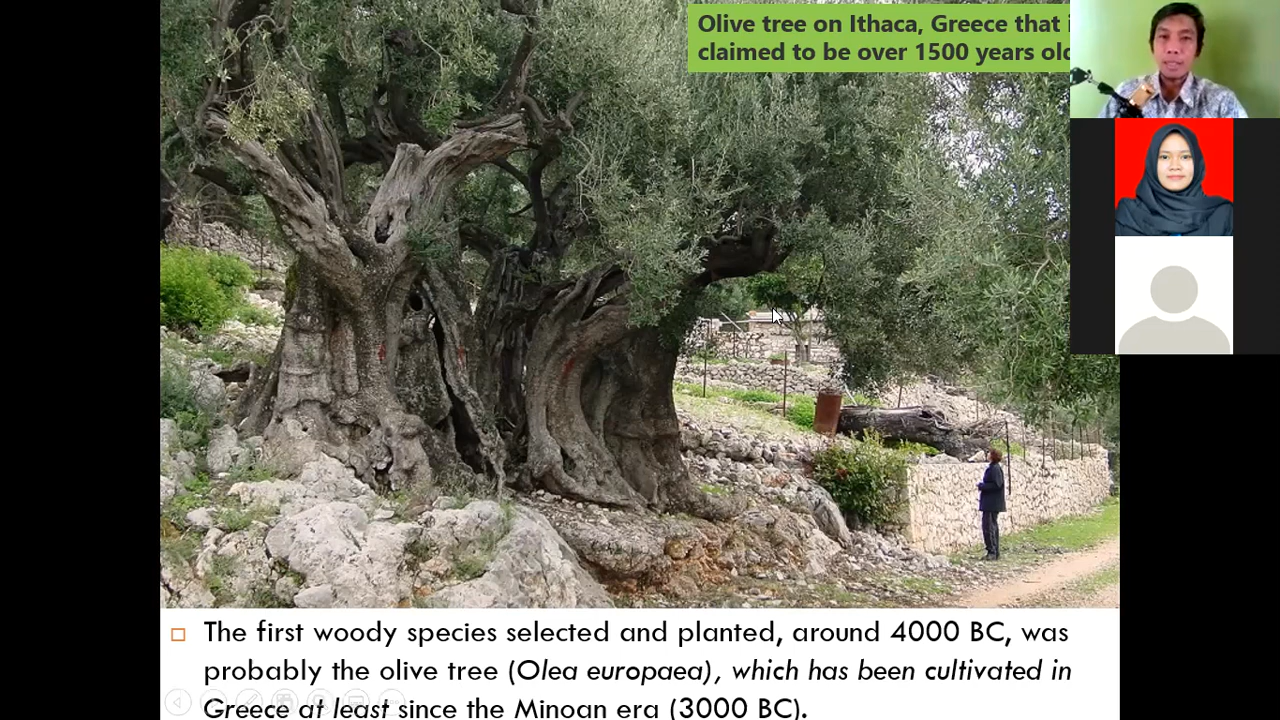 Olive tree on Ithaca, Greece that
claimed to be over 1500 years old
The first woody species selected and planted, around 4000 BC, was
probably the olive tree (Olea europaea), which has been cultivated in
Greece at least since the Minoan era (3000 BC).